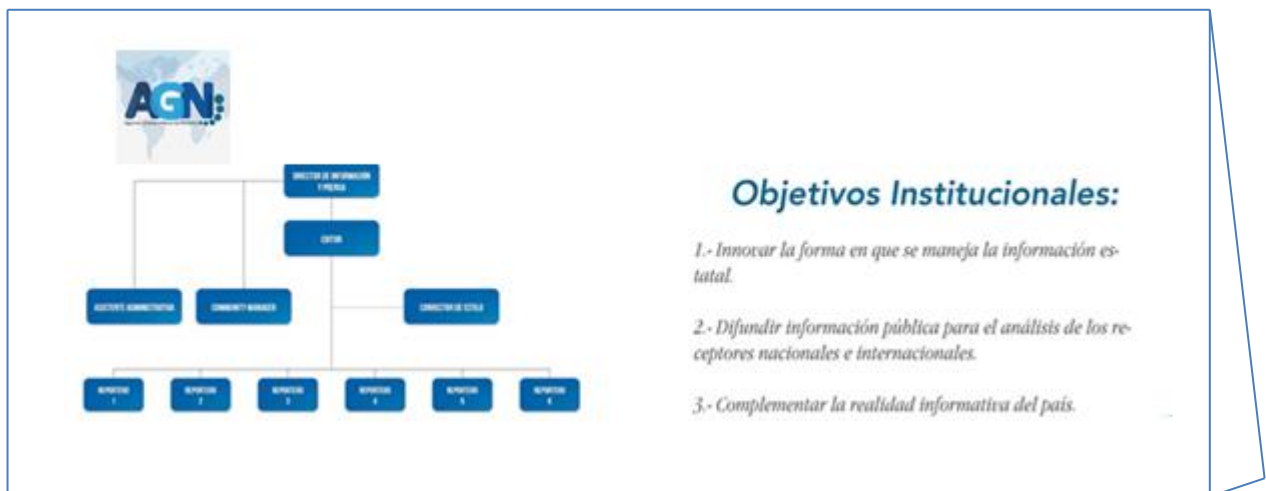 AGN
DIRECTOR DE INFORMACIÓN
Y PRENSA
EDITOR
ASISTENTE ADMINISTRATIVA
COMMUNITY MANAGER
CORRECTOR DE ESTILO
REPORTERO
1
REPORTERO
2
REPORTERO
3
REPORTERO
4
REPORTERO
5
REPORTERO
6
Objetivos Institucionales:
1.- Innovar la forma en que se maneja la información es-
tatal.
2.- Difundir información pública para el análisis de los re-
ceptores nacionales e internacionales.
3.- Complementar la realidad informativa del país.